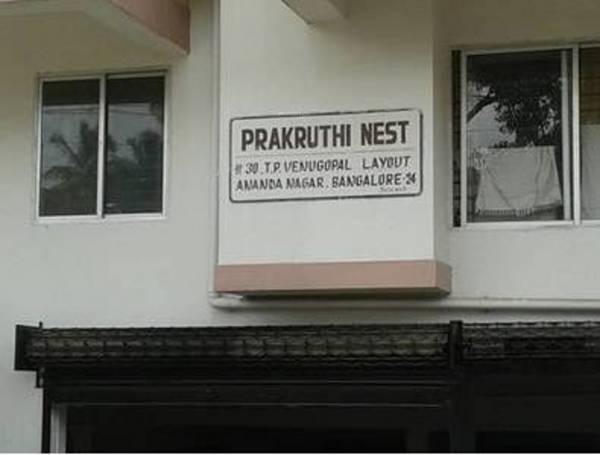 PRAKRUTHI NEST
# 30, T.P. VENUGOPAL LAYOUT
ANANDA NAGAR, BANGALORE-24